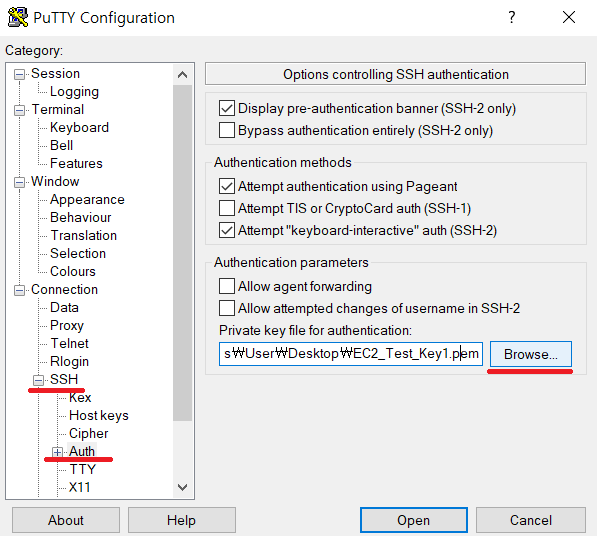 PuTTY Configuration
?
Category:
Session
Logging
Terminal
Keyboard
Bell
Features
Window
Appearance
Behaviour
Translation
Selection
Colours
Connection
Data
Proxy
Telnet
Rlogin
SSH
Kex
Host keys
Cipher
Auth
TTY
X11
Options controlling SSH authentication
Display pre-authentication banner (SSH-2 only)
Bypass authentication entirely (SSH-2 only)
Authentication methods
Attempt authentication using Pageant
Attempt TIS or CryptoCard auth (SSH-1)
Attempt "keyboard-interactive" auth (SSH-2)
Authentication parameters
Allow agent forwarding
Allow attempted changes of username in SSH-2
Private key file for authentication:
s₩User₩Desktop₩EC2_Test_Key1.pem
Browse...
About
Help
Open
Cancel